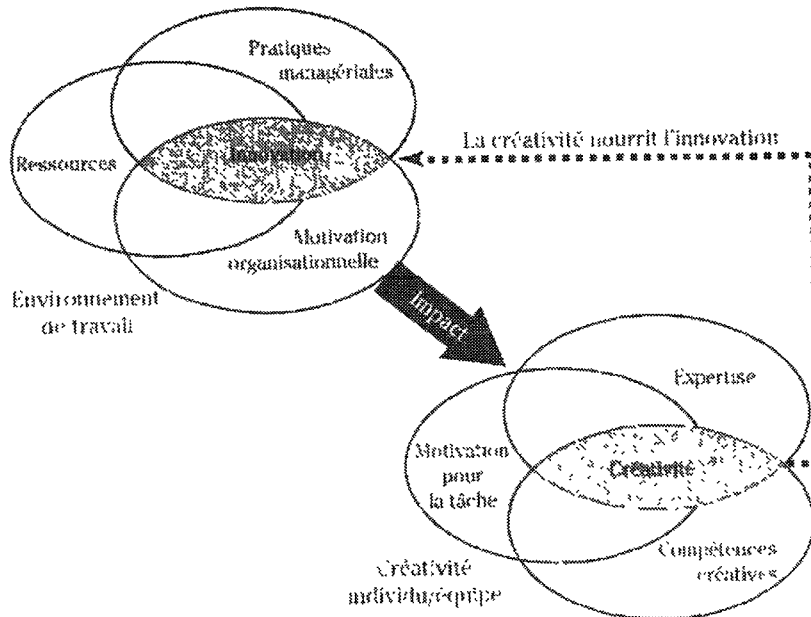 Pratiques
managériales
Ressources
Innovation
La créativité nourrit l'innovation
Motivation
organisationnelle
Environnement
de travail
Impact
Expertise
Motivation
pour
la tâche
Créativité
Compétences
créatives
Créativité
individu/équipe